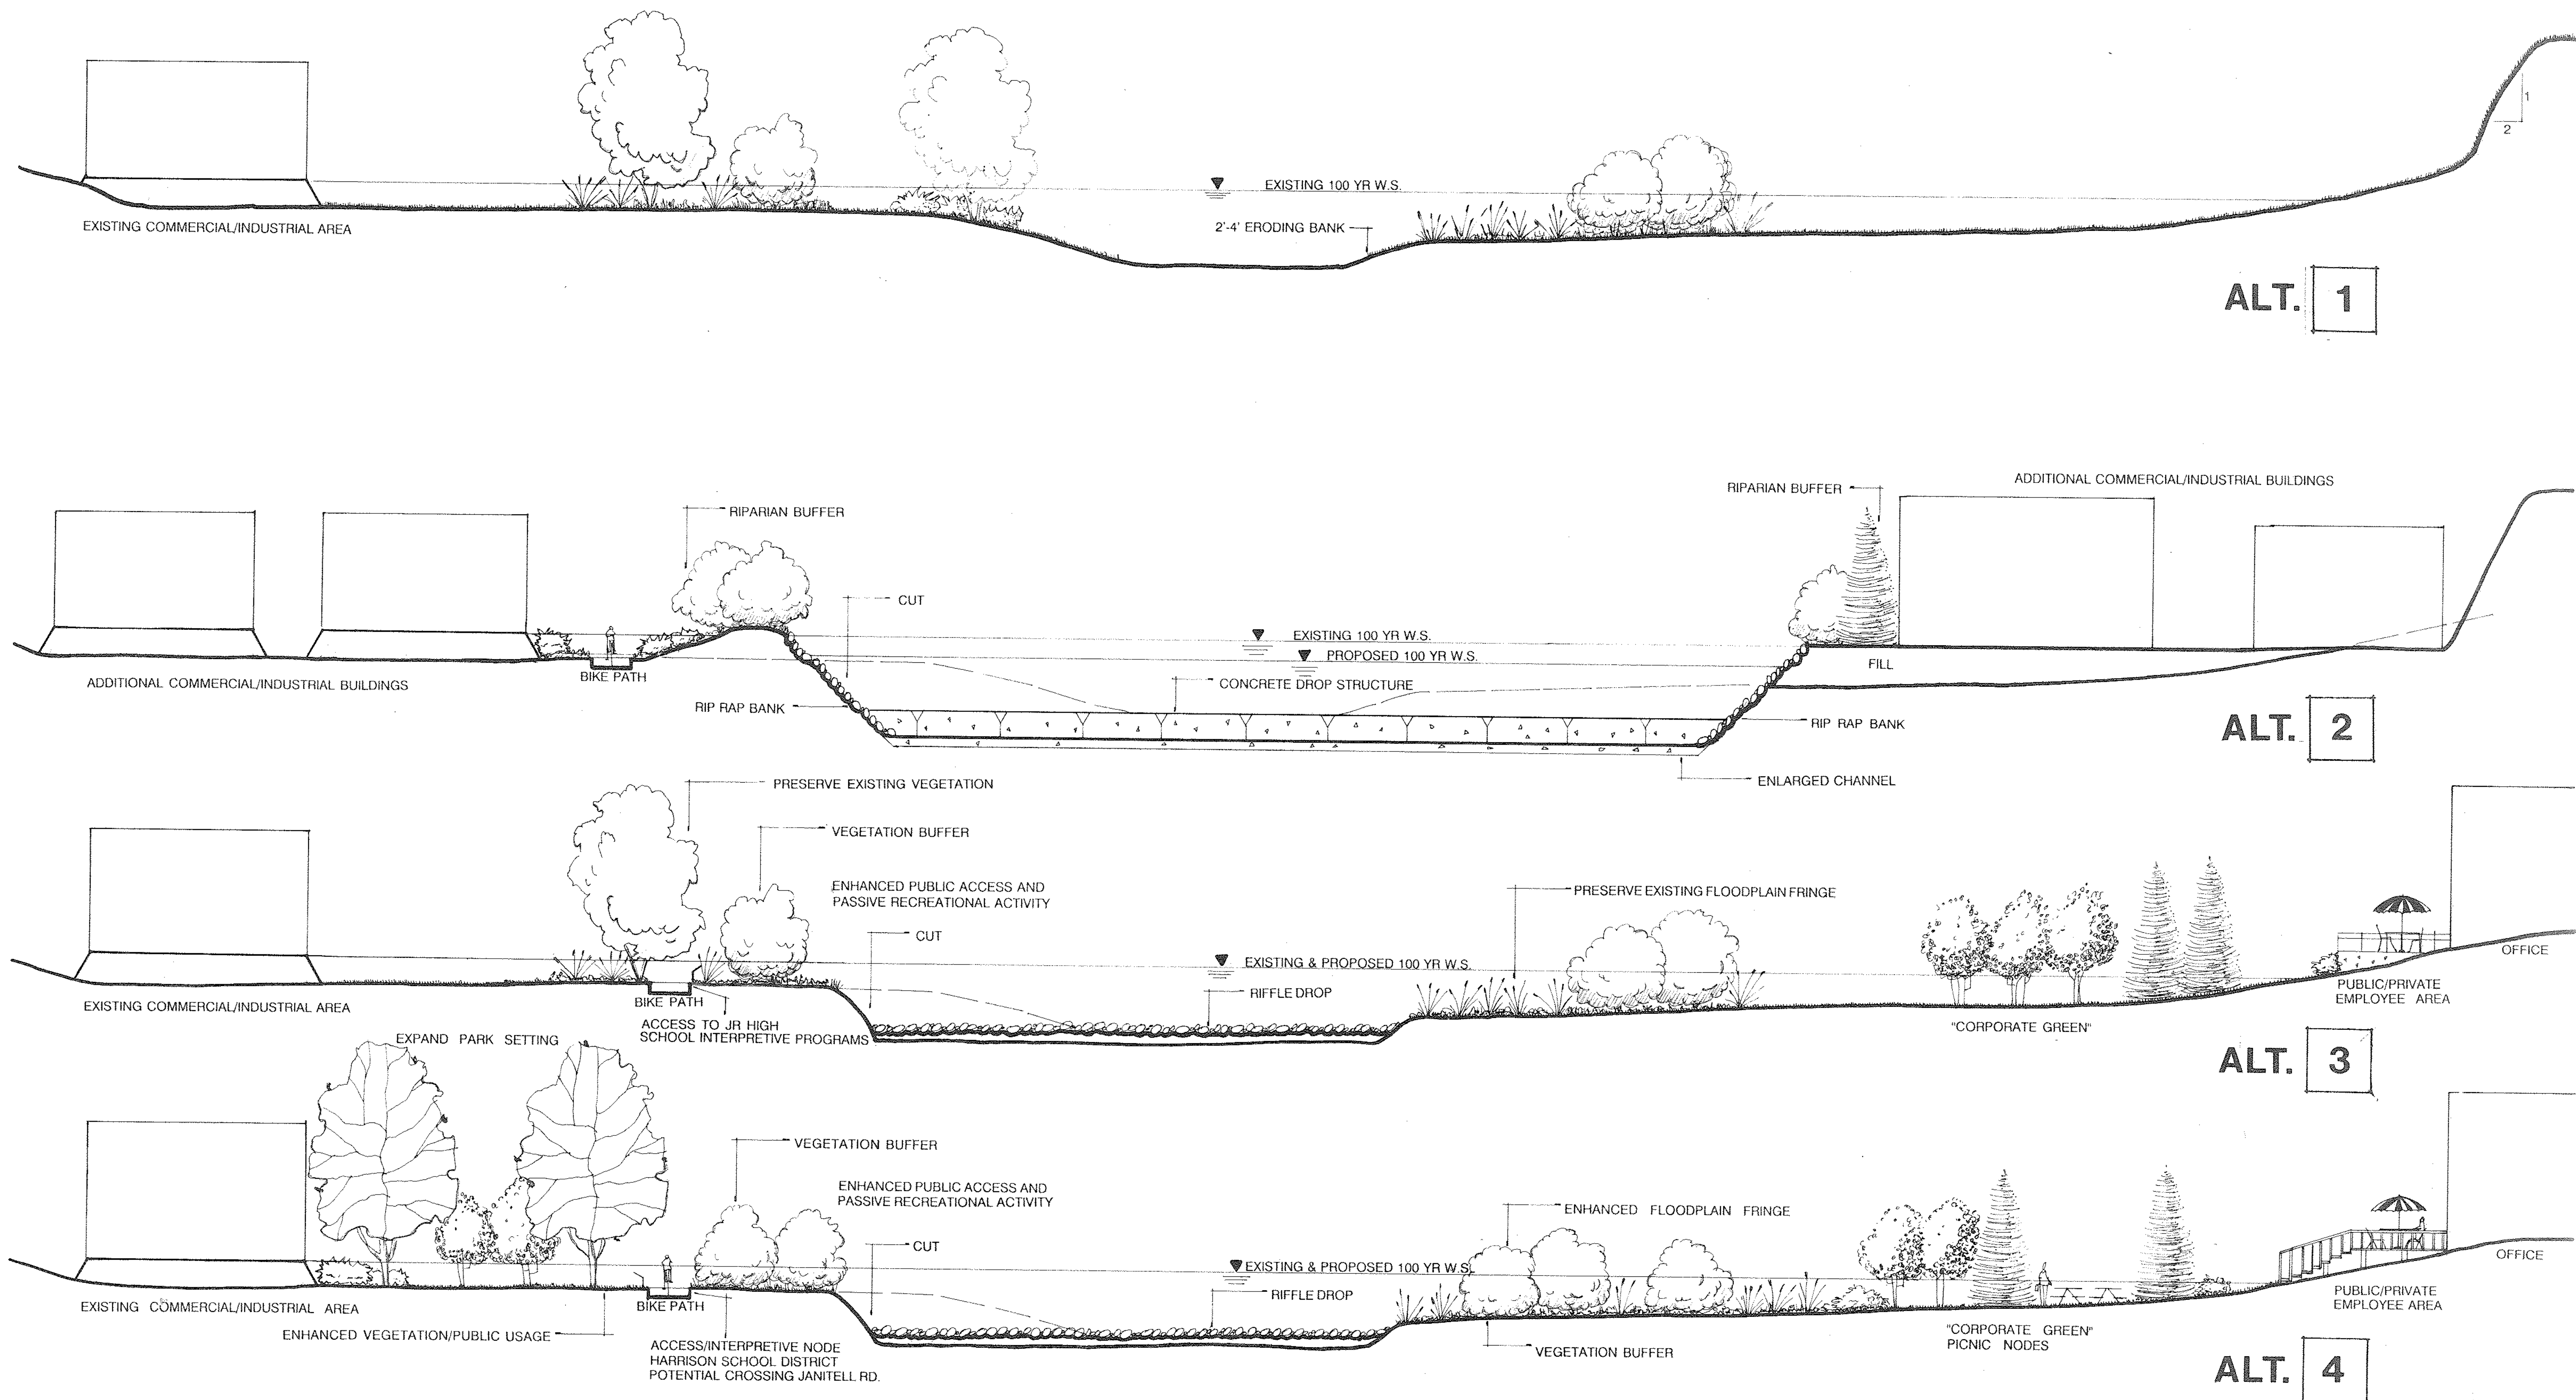 1
2
EXISTING 100 YR W.S.
EXISTING COMMERCIAL/INDUSTRIAL AREA
2'-4' ERODING BANK
ALT. 1
RIPARIAN BUFFER
RIPARIAN BUFFER
ADDITIONAL COMMERCIAL/INDUSTRIAL BUILDINGS
CUT
EXISTING 100 YR W.S.
PROPOSED 100 YR W.S.
FILL
BIKE PATH
ADDITIONAL COMMERCIAL/INDUSTRIAL BUILDINGS
CONCRETE DROP STRUCTURE
RIP RAP BANK
RIP RAP BANK
ENLARGED CHANNEL
ALT. 2
PRESERVE EXISTING VEGETATION
VEGETATION BUFFER
ENHANCED PUBLIC ACCESS AND
PASSIVE RECREATIONAL ACTIVITY
PRESERVE EXISTING FLOODPLAIN FRINGE
CUT
EXISTING & PROPOSED 100 YR W.S.
RIFFLE DROP
OFFICE
PUBLIC/PRIVATE
EMPLOYEE AREA
EXISTING COMMERCIAL/INDUSTRIAL AREA
BIKE PATH
ACCESS TO JR HIGH
SCHOOL INTERPRETIVE PROGRAMS
"CORPORATE GREEN"
ALT. 3
EXPAND PARK SETTING
VEGETATION BUFFER
ENHANCED PUBLIC ACCESS AND
PASSIVE RECREATIONAL ACTIVITY
ENHANCED FLOODPLAIN FRINGE
CUT
EXISTING & PROPOSED 100 YR W.S.
RIFFLE DROP
OFFICE
PUBLIC/PRIVATE
EMPLOYEE AREA
EXISTING COMMERCIAL/INDUSTRIAL AREA
BIKE PATH
ENHANCED VEGETATION/PUBLIC USAGE
ACCESS/INTERPRETIVE NODE
HARRISON SCHOOL DISTRICT
POTENTIAL CROSSING JANITELL RD.
VEGETATION BUFFER
"CORPORATE GREEN"
PICNIC NODES
ALT. 4